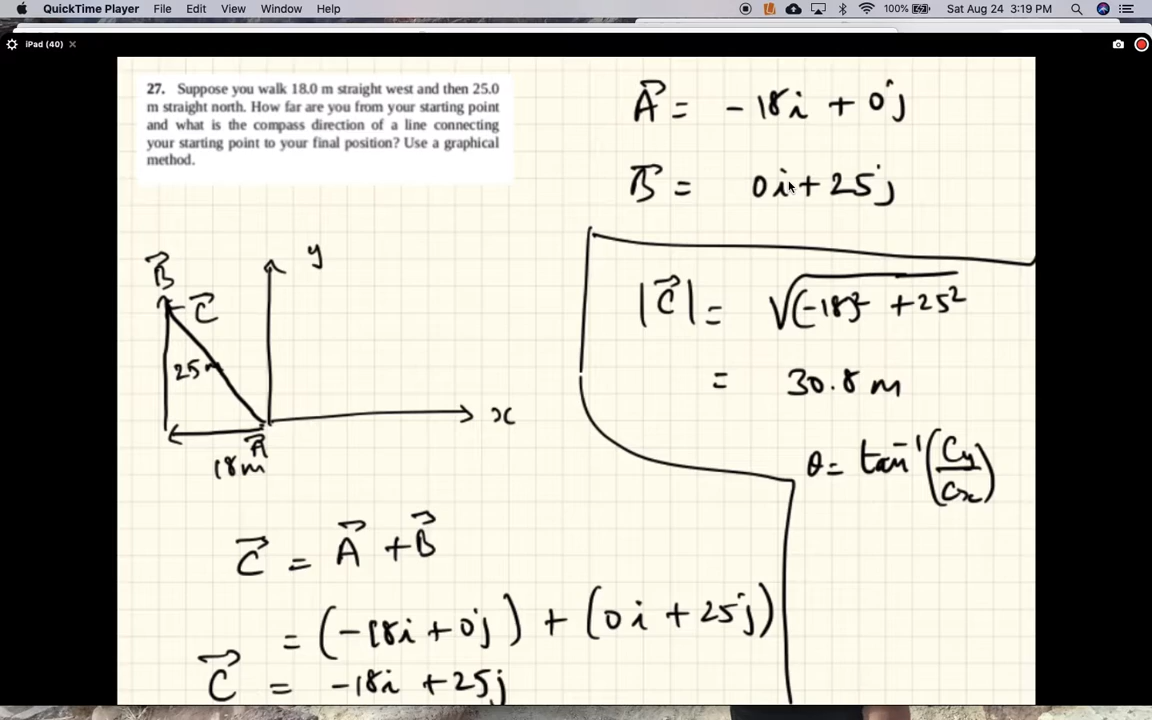 QuickTime Player File Edit View Window Help 100% Sat Aug 24 3:19 PM
iPad (40)
27. Suppose you walk 18.0 m straight west and then 25.0
m straight north. How far are you from your starting point
and what is the compass direction of a line connecting
your starting point to your final position? Use a graphical
method.
A = -18i + 0j
B = 0i + 25j
y
B
C
25m
x
A
18m
|C| = √(-18)² + 25²
= 30.8 m
θ = tan⁻¹(Cy/Cx)
C = A + B
= (-18i + 0j) + (0i + 25j)
C = -18i + 25j